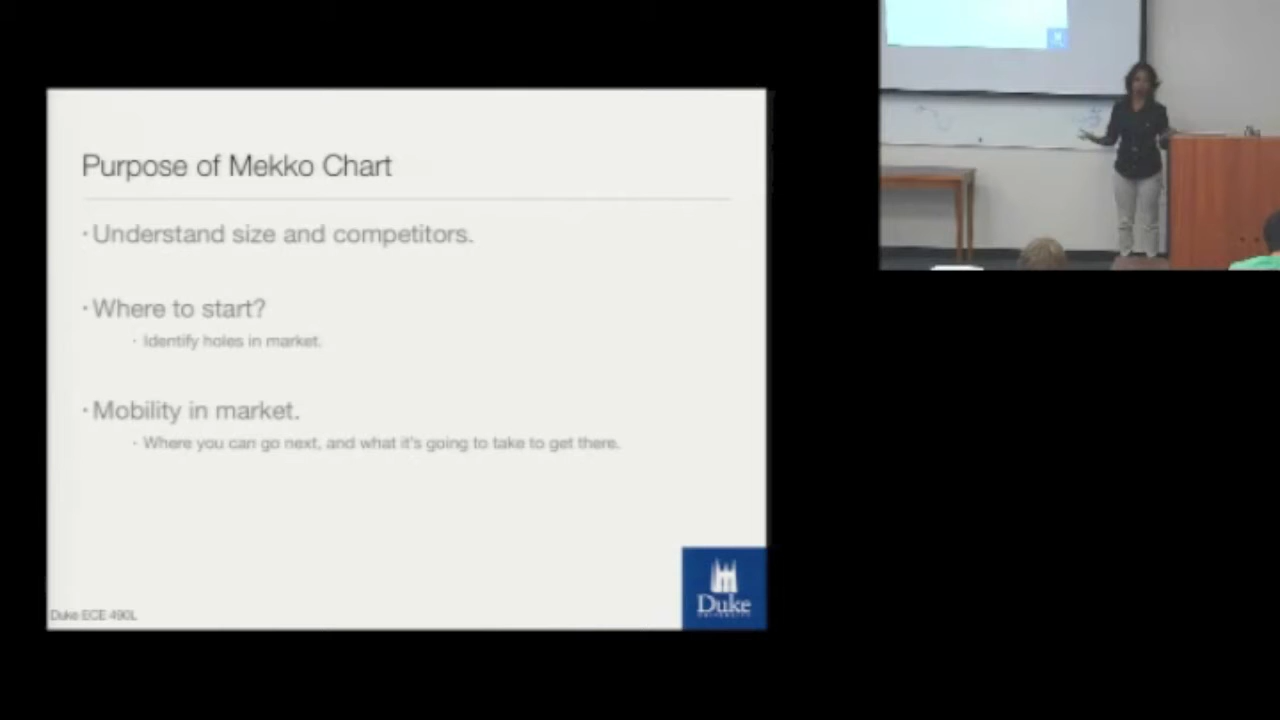 Purpose of Mekko Chart
· Understand size and competitors.
· Where to start?
· Identify holes in market.
· Mobility in market.
· Where you can go next, and what it's going to take to get there.
Duke ECE 490L
Duke
UNIVERSITY